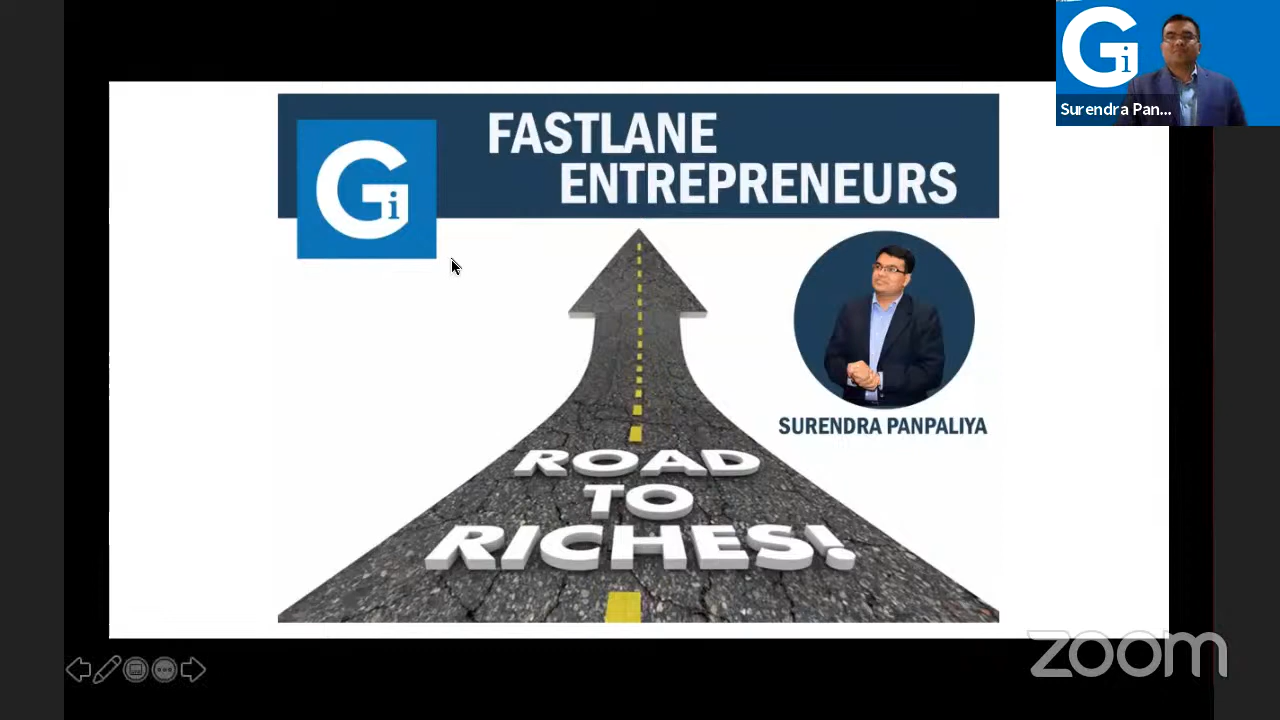 Gi
Surendra Pan...
FASTLANE
ENTREPRENEURS
Gi
SURENDRA PANPALIYA
ROAD
TO
RICHES!
zoom